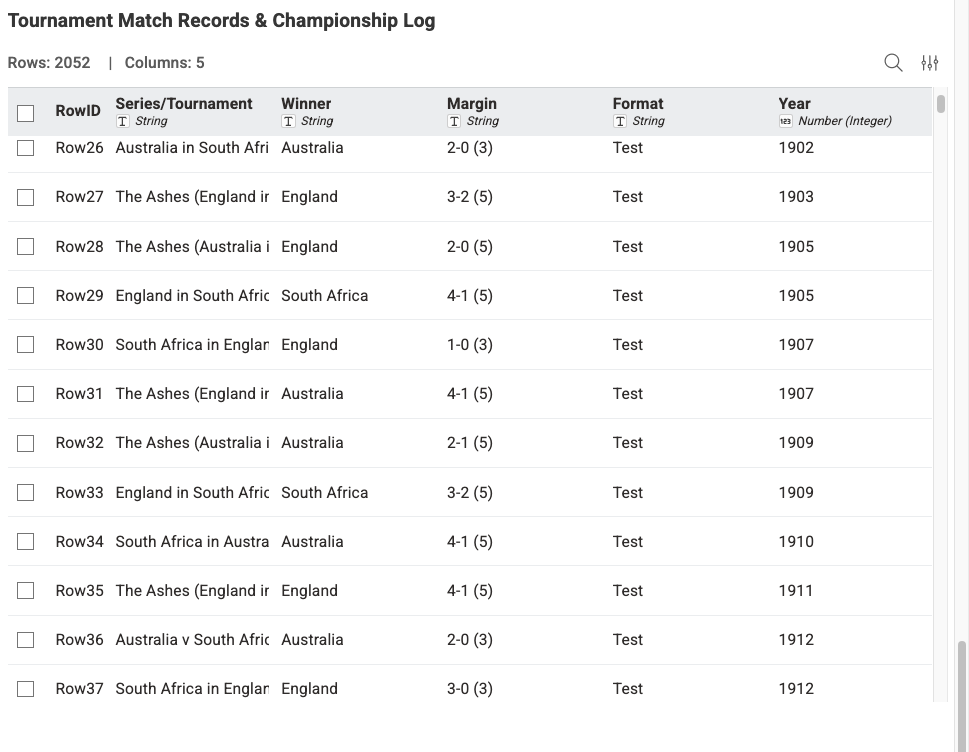 Tournament Match Records & Championship Log
Rows: 2052 | Columns: 5
RowID Series/Tournament Winner Margin Format Year
T String T String T String T String 123 Number (Integer)
Row26 Australia in South Afri Australia 2-0 (3) Test 1902
Row27 The Ashes (England in England 3-2 (5) Test 1903
Row28 The Ashes (Australia i England 2-0 (5) Test 1905
Row29 England in South Afric South Africa 4-1 (5) Test 1905
Row30 South Africa in Englan England 1-0 (3) Test 1907
Row31 The Ashes (England in Australia 4-1 (5) Test 1907
Row32 The Ashes (Australia i Australia 2-1 (5) Test 1909
Row33 England in South Afric South Africa 3-2 (5) Test 1909
Row34 South Africa in Austra Australia 4-1 (5) Test 1910
Row35 The Ashes (England in England 4-1 (5) Test 1911
Row36 Australia v South Afric Australia 2-0 (3) Test 1912
Row37 South Africa in Englan England 3-0 (3) Test 1912